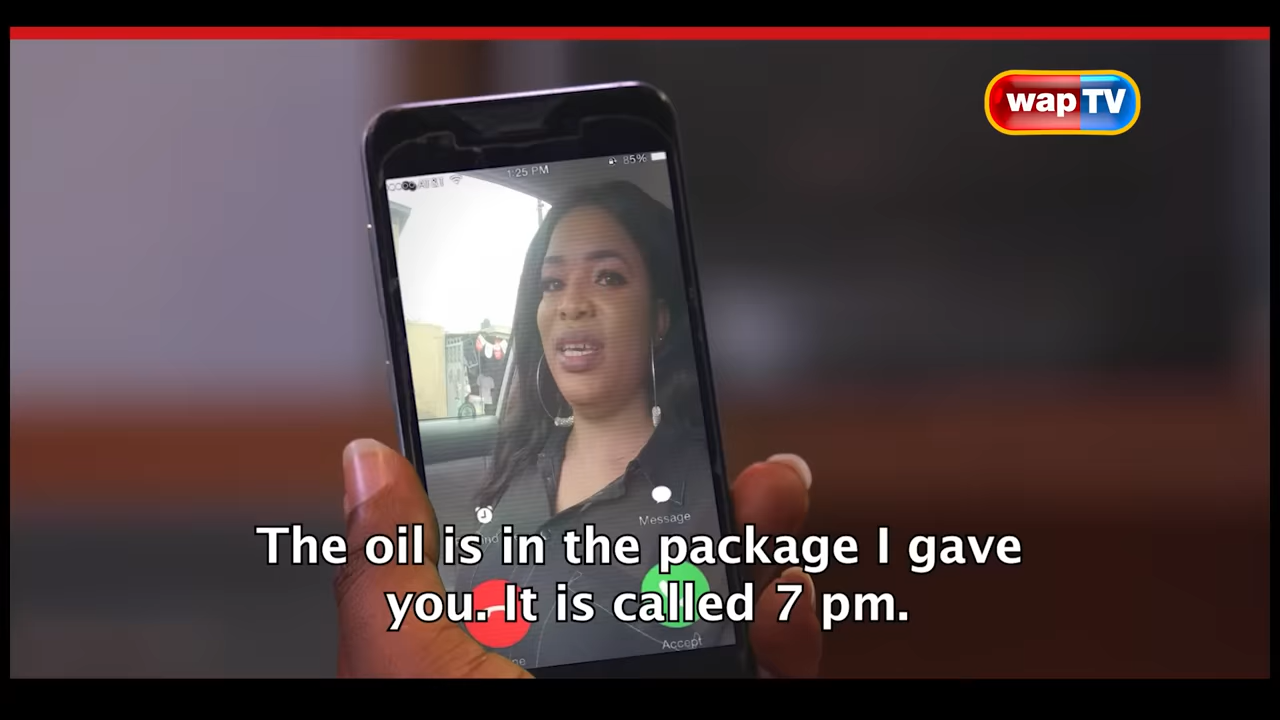 wapTV
1:25 PM
85%
Message
The oil is in the package I gave
you. It is called 7 pm.
Accept